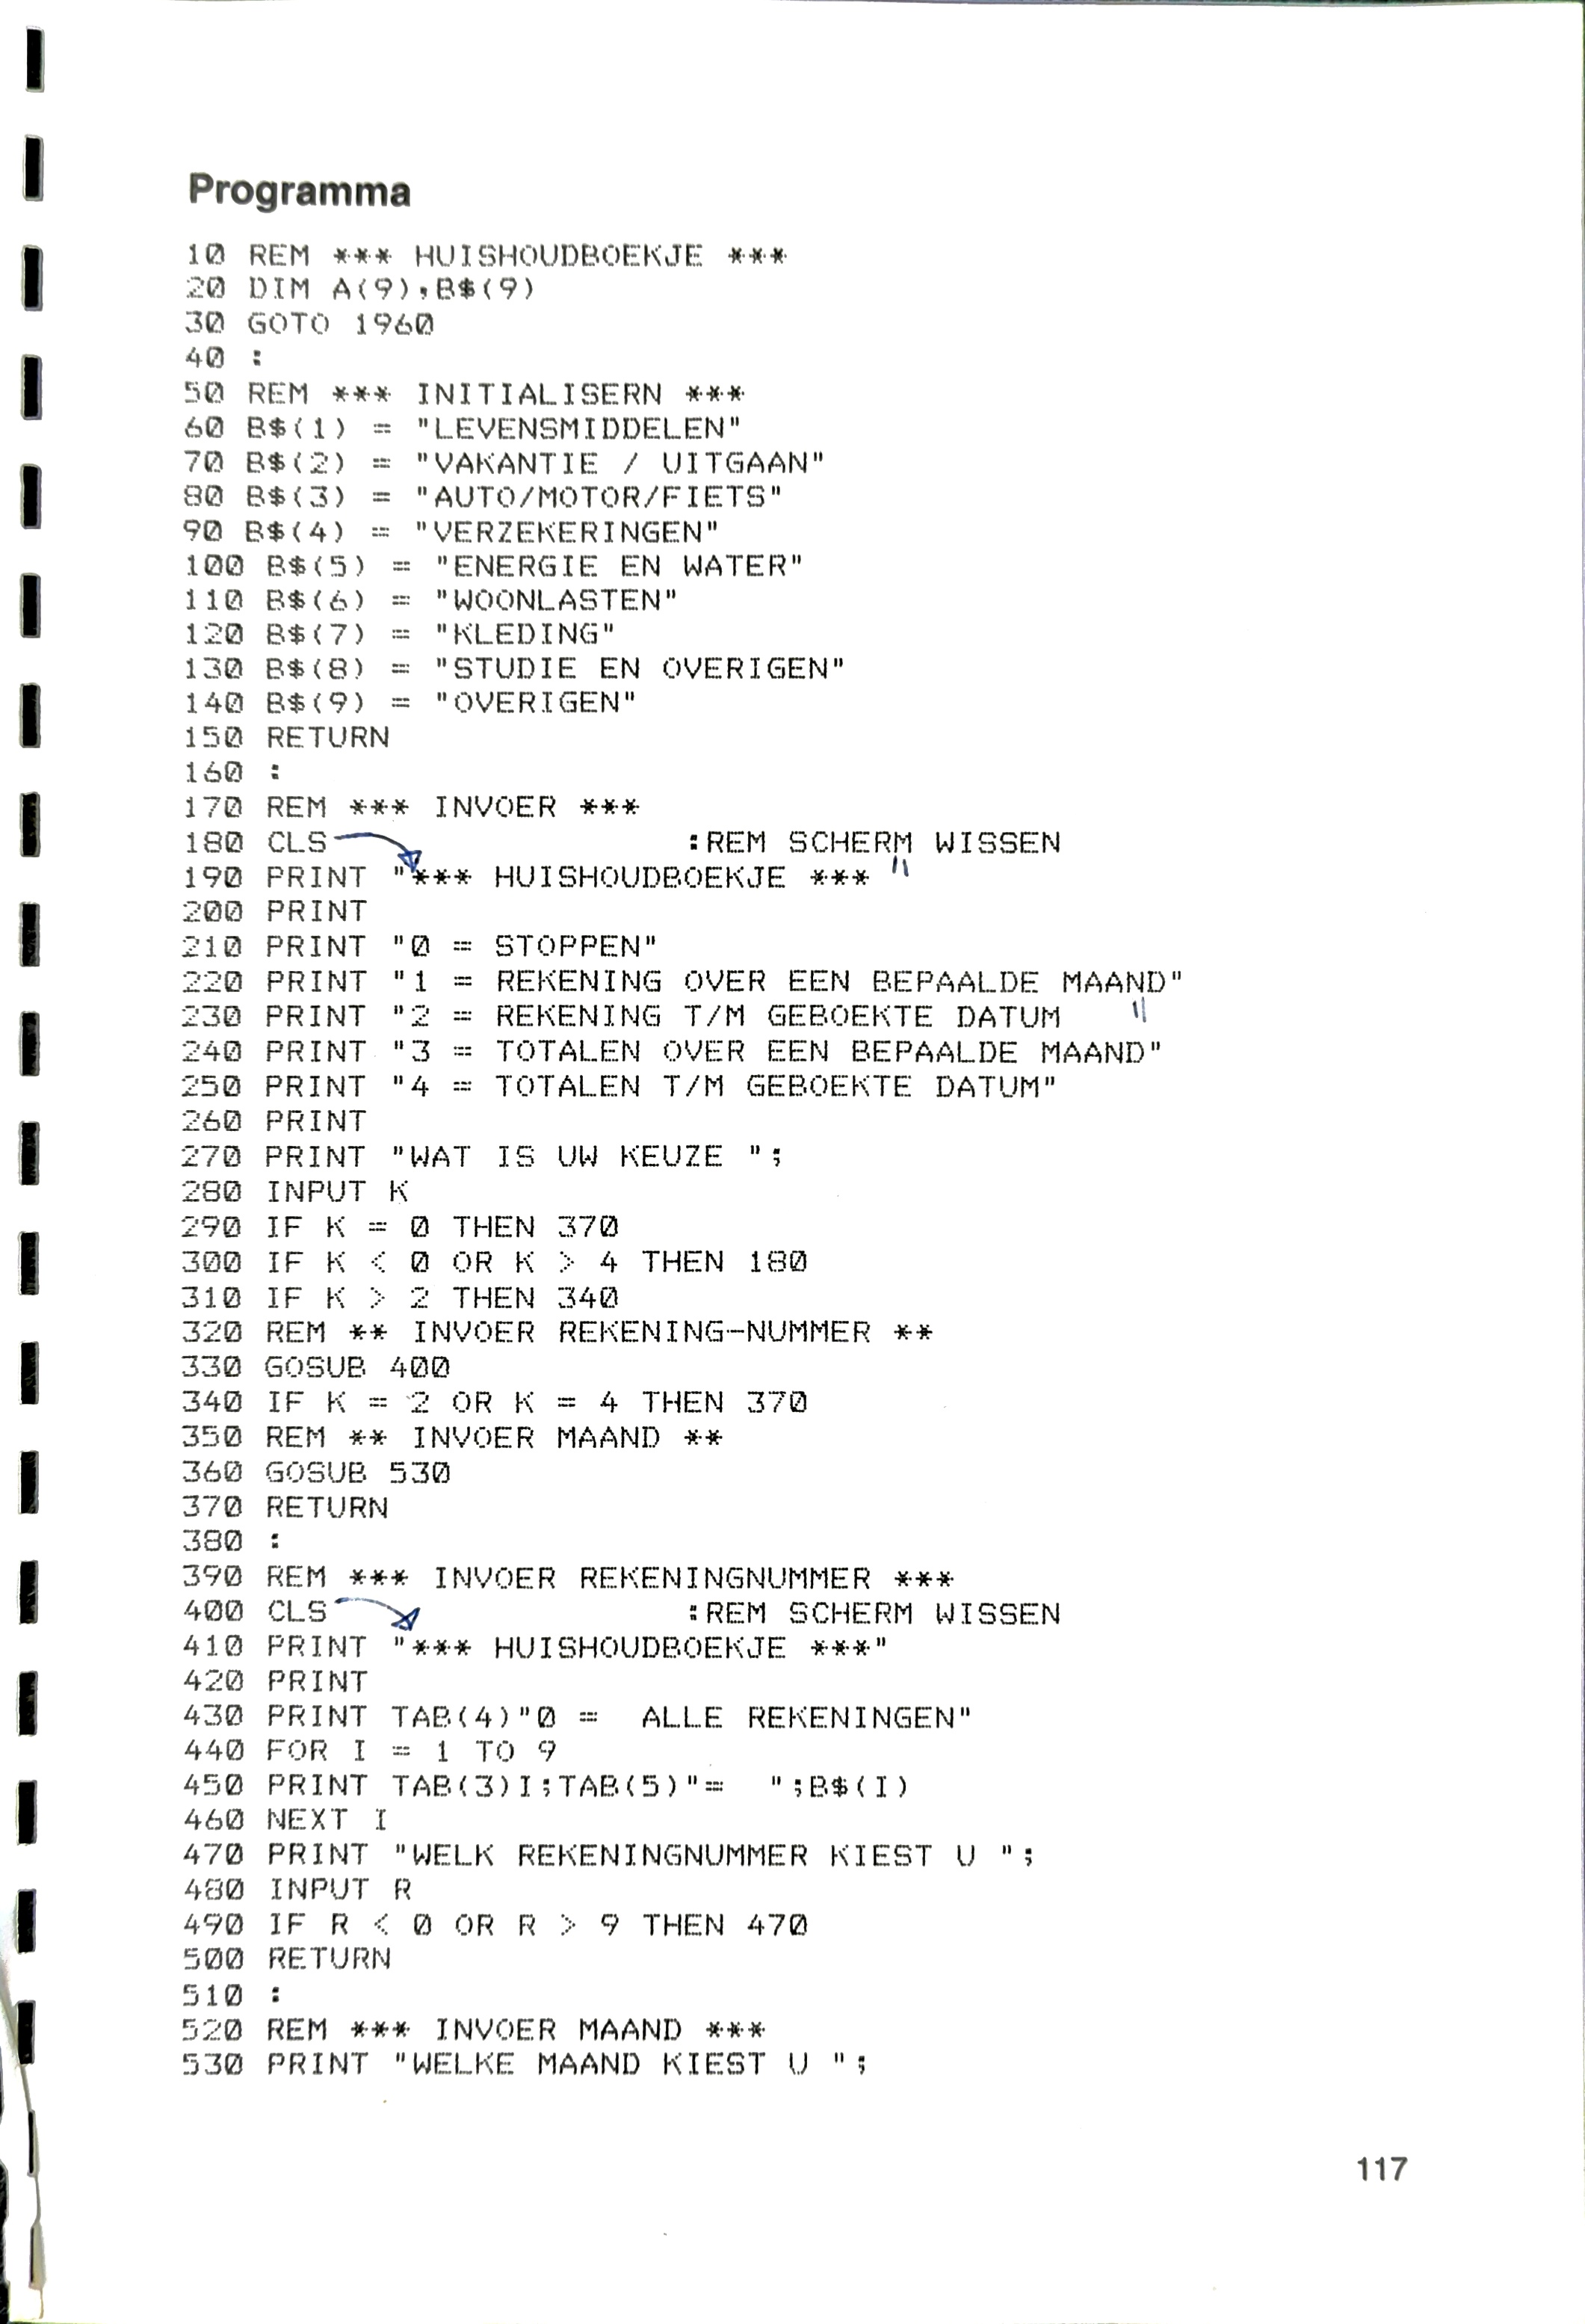 Programma
10 REM *** HUISHOUDBOEKJE ***
20 DIM A(9),B$(9)
30 GOTO 1960
40 :
50 REM *** INITIALISERN ***
60 B$(1) = "LEVENSMIDDELEN"
70 B$(2) = "VAKANTIE / UITGAAN"
80 B$(3) = "AUTO/MOTOR/FIETS"
90 B$(4) = "VERZEKERINGEN"
100 B$(5) = "ENERGIE EN WATER"
110 B$(6) = "WOONLASTEN"
120 B$(7) = "KLEDING"
130 B$(8) = "STUDIE EN OVERIGEN"
140 B$(9) = "OVERIGEN"
150 RETURN
160 :
170 REM *** INVOER ***
180 CLS                 :REM SCHERM WISSEN
190 PRINT "*** HUISHOUDBOEKJE *** "
200 PRINT
210 PRINT "0 = STOPPEN"
220 PRINT "1 = REKENING OVER EEN BEPAALDE MAAND"
230 PRINT "2 = REKENING T/M GEBOEKTE DATUM   "
240 PRINT "3 = TOTALEN OVER EEN BEPAALDE MAAND"
250 PRINT "4 = TOTALEN T/M GEBOEKTE DATUM"
260 PRINT
270 PRINT "WAT IS UW KEUZE ";
280 INPUT K
290 IF K = 0 THEN 370
300 IF K < 0 OR K > 4 THEN 180
310 IF K > 2 THEN 340
320 REM ** INVOER REKENING-NUMMER **
330 GOSUB 400
340 IF K = 2 OR K = 4 THEN 370
350 REM ** INVOER MAAND **
360 GOSUB 530
370 RETURN
380 :
390 REM *** INVOER REKENINGNUMMER ***
400 CLS                 :REM SCHERM WISSEN
410 PRINT "*** HUISHOUDBOEKJE ***"
420 PRINT
430 PRINT TAB(4)"0 =  ALLE REKENINGEN"
440 FOR I = 1 TO 9
450 PRINT TAB(3)I;TAB(5)"=  ";B$(I)
460 NEXT I
470 PRINT "WELK REKENINGNUMMER KIEST U ";
480 INPUT R
490 IF R < 0 OR R > 9 THEN 470
500 RETURN
510 :
520 REM *** INVOER MAAND ***
530 PRINT "WELKE MAAND KIEST U ";
117